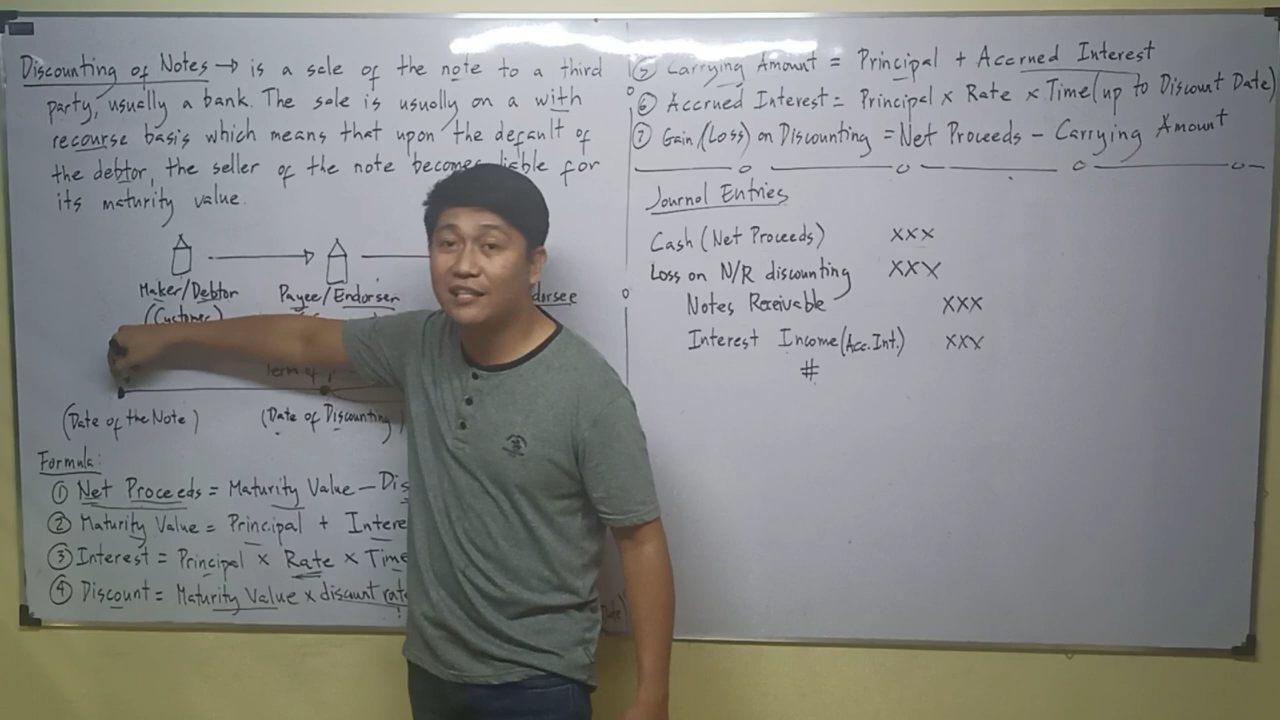 Discounting of Notes → is a sale of the note to a third
party, usually a bank. The sale is usually on a with
recourse basis which means that upon the default of
the debtor, the seller of the note becomes liable for
its maturity value.
Maker/Debtor Payee/Endorser dorsee
(Customer)
Term of
(Date of the Note) (Date of Discounting)
Formula:
① Net Proceeds = Maturity Value – Dis
② Maturity Value = Principal + Intere
③ Interest = Principal × Rate × Time
④ Discount = Maturity Value × discount rate
⑤ Carrying Amount = Principal + Accrued Interest
⑥ Accrued Interest = Principal × Rate × Time (up to Discount Date)
⑦ Gain/(Loss) on Discounting = Net Proceeds – Carrying Amount
Journal Entries
Cash (Net Proceeds) xxx
Loss on N/R discounting xxx
Notes Receivable xxx
Interest Income (Acc. Int.) xxx
#